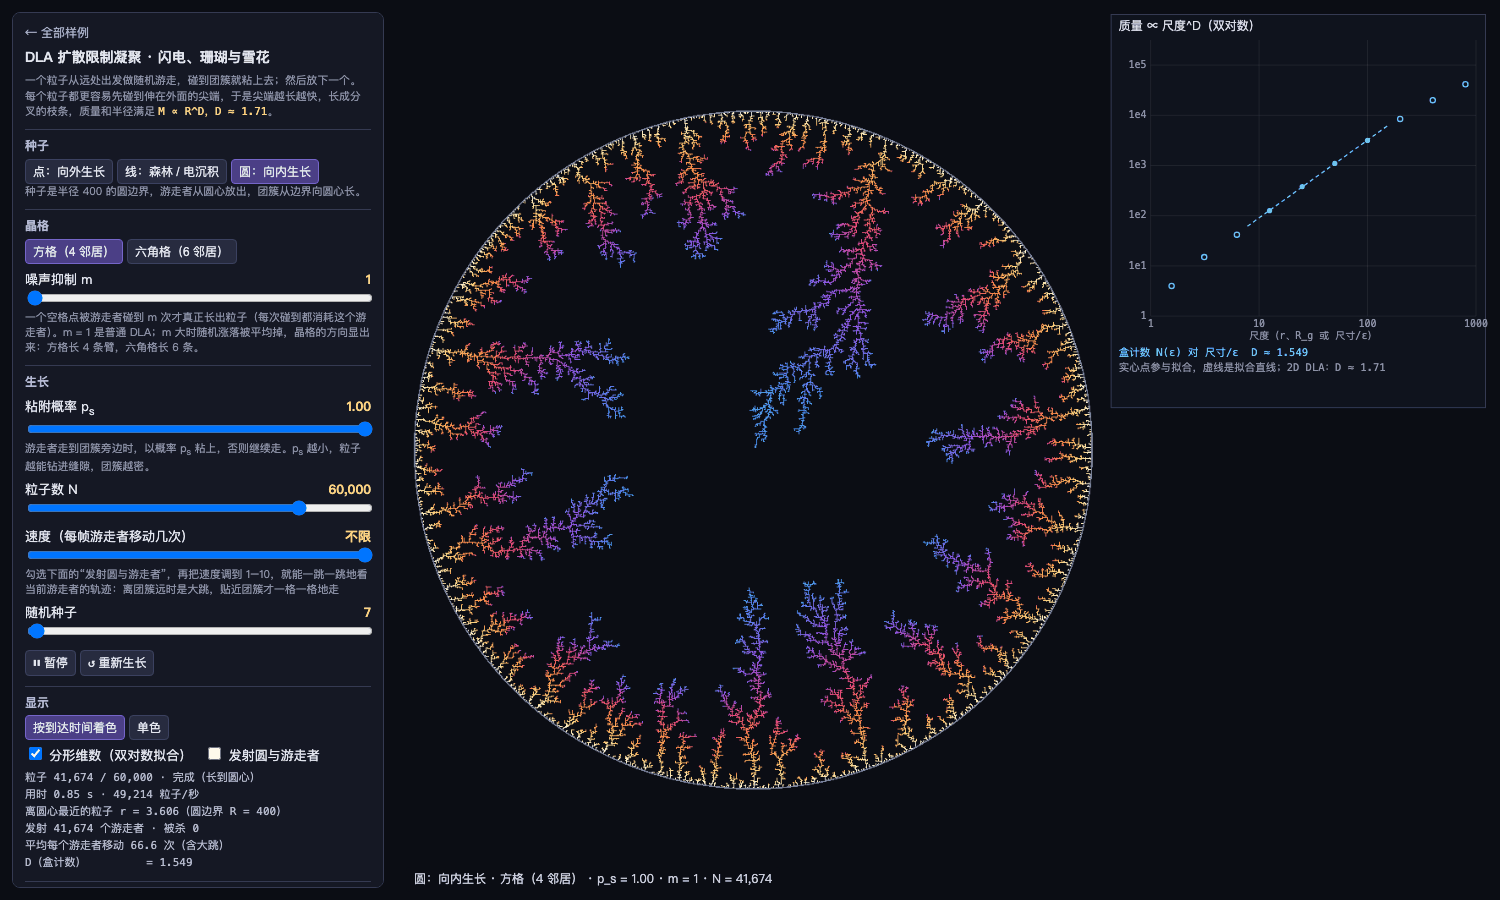 ← 全部样例
DLA 扩散限制凝聚 · 闪电、珊瑚与雪花
一个粒子从远处出发做随机游走，碰到团簇就粘上去；然后放下一个。
每个粒子都更容易先碰到伸在外面的尖端，于是尖端越长越快，长成分
叉的枝条，质量和半径满足 M ∝ R^D，D ≈ 1.71。
种子
点：向外生长
线：森林 / 电沉积
圆：向内生长
种子是半径 400 的圆边界，游走者从圆心放出，团簇从边界向圆心长。
晶格
方格（4 邻居）
六角格（6 邻居）
噪声抑制 m 1
一个空格点被游走者碰到 m 次才真正长出粒子（每次碰到都消耗这个游
走者）。m = 1 是普通 DLA；m 大时随机涨落被平均掉，晶格的方向显出
来：方格长 4 条臂，六角格长 6 条。
生长
粘附概率 pₛ 1.00
游走者走到团簇旁边时，以概率 pₛ 粘上，否则继续走。pₛ 越小，粒子
越能钻进缝隙，团簇越密。
粒子数 N 60,000
速度（每帧游走者移动几次） 不限
勾选下面的“发射圆与游走者”，再把速度调到 1–10，就能一跳一跳地看
当前游走者的轨迹：离团簇远时是大跳，贴近团簇才一格一格地走
随机种子 7
⏸ 暂停
↺ 重新生长
显示
按到达时间着色
单色
分形维数（双对数拟合）
发射圆与游走者
粒子 41,674 / 60,000 · 完成（长到圆心）
用时 0.85 s · 49,214 粒子/秒
离圆心最近的粒子 r = 3.606（圆边界 R = 400）
发射 41,674 个游走者 · 被杀 0
平均每个游走者移动 66.6 次（含大跳）
D（盒计数） = 1.549
圆：向内生长 · 方格（4 邻居） · p_s = 1.00 · m = 1 · N = 41,674
质量 ∝ 尺度^D（双对数）
1e5
1e4
1e3
1e2
1e1
1
1 10 100 1000
尺度（r、R_g 或 尺寸/ε）
盒计数 N(ε) 对 尺寸/ε D ≈ 1.549
实心点参与拟合，虚线是拟合直线；2D DLA：D ≈ 1.71